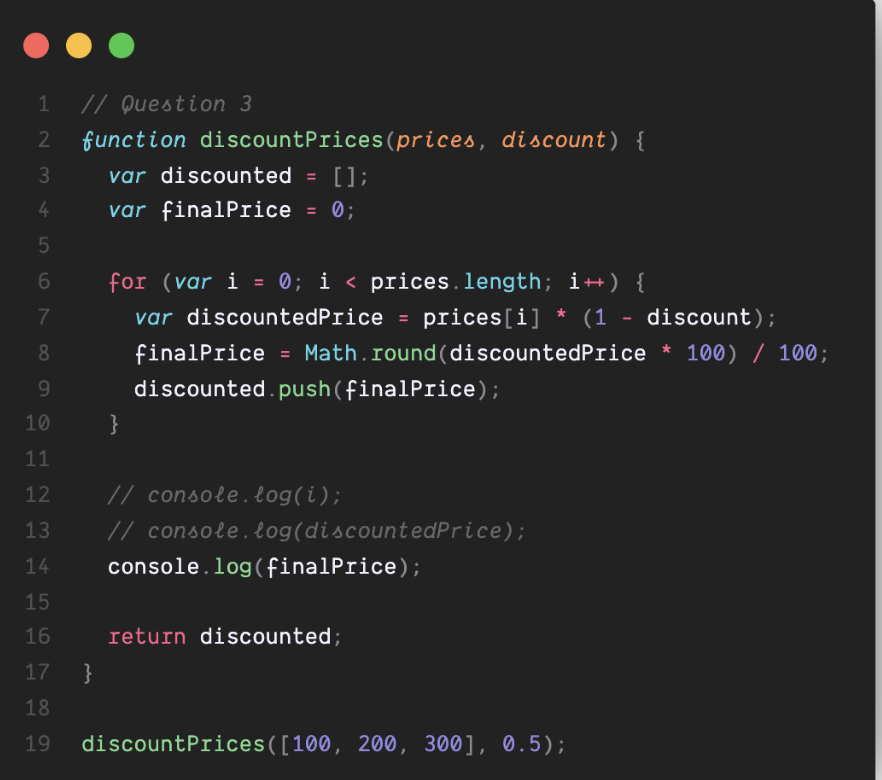 1 // Question 3
2 function discountPrices(prices, discount) {
3   var discounted = [];
4   var finalPrice = 0;
5
6   for (var i = 0; i < prices.length; i++) {
7     var discountedPrice = prices[i] * (1 - discount);
8     finalPrice = Math.round(discountedPrice * 100) / 100;
9     discounted.push(finalPrice);
10   }
11
12   // console.log(i);
13   // console.log(discountedPrice);
14   console.log(finalPrice);
15
16   return discounted;
17 }
18
19 discountPrices([100, 200, 300], 0.5);